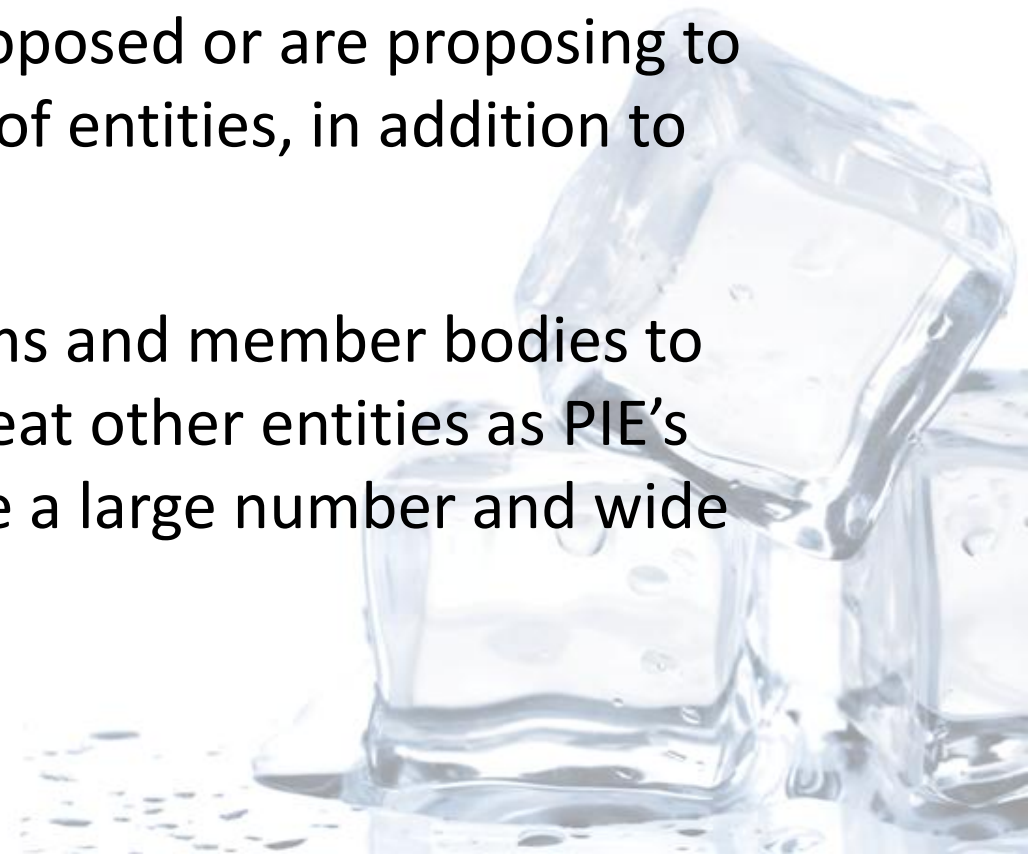 oposed or are proposing to
of entities, in addition to
ns and member bodies to
eat other entities as PIE’s
e a large number and wide